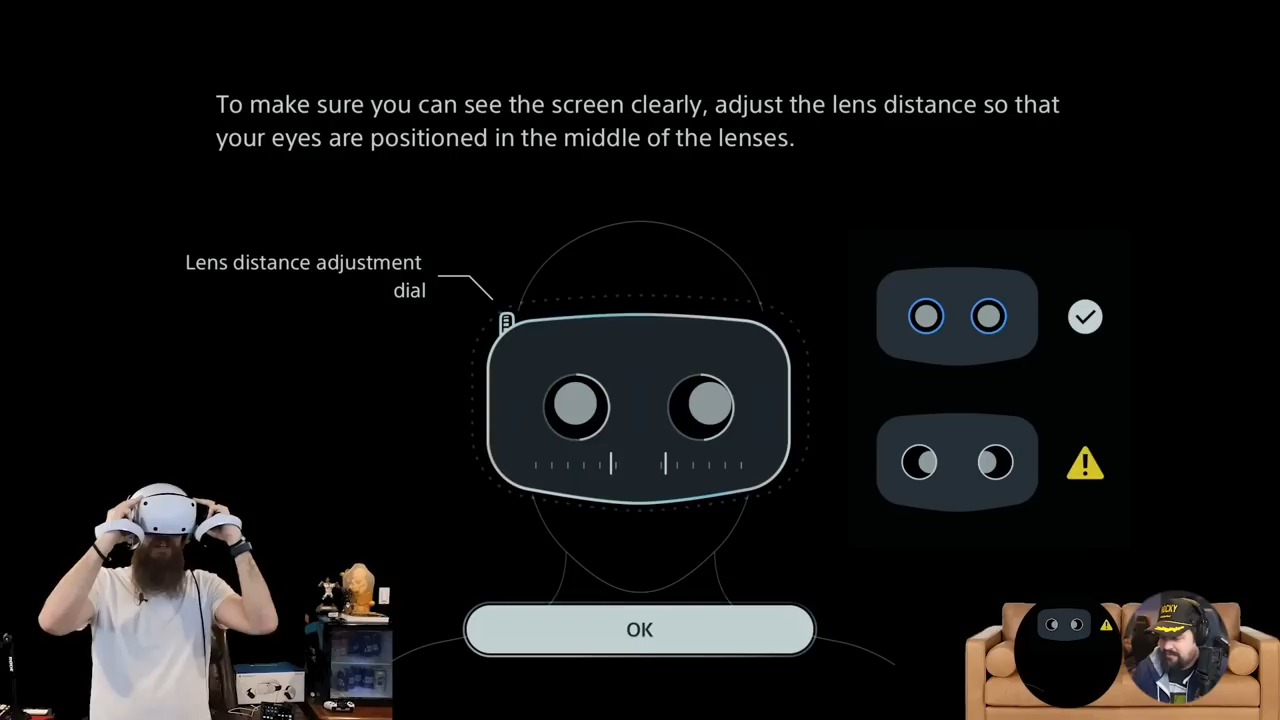 To make sure you can see the screen clearly, adjust the lens distance so that
your eyes are positioned in the middle of the lenses.
Lens distance adjustment
dial
OK
ROCKY